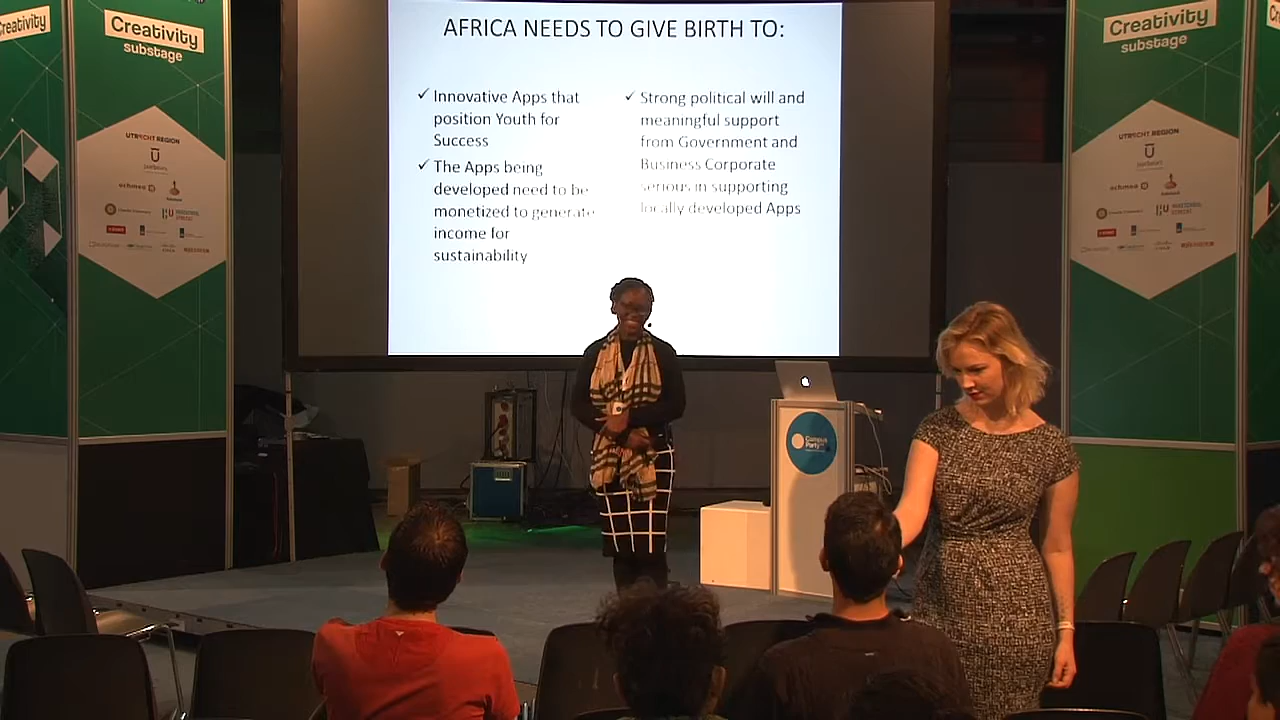 Creativity
Creativity
substage
UTRECHT REGION
AFRICA NEEDS TO GIVE BIRTH TO:
✓ Innovative Apps that
position Youth for
Success
✓ The Apps being
developed need to be
monetized to generate
income for
sustainability
✓ Strong political will and
meaningful support
from Government and
Business Corporate
serious in supporting
locally developed Apps
Campus
Party
Creativity
substage
UTRECHT REGION